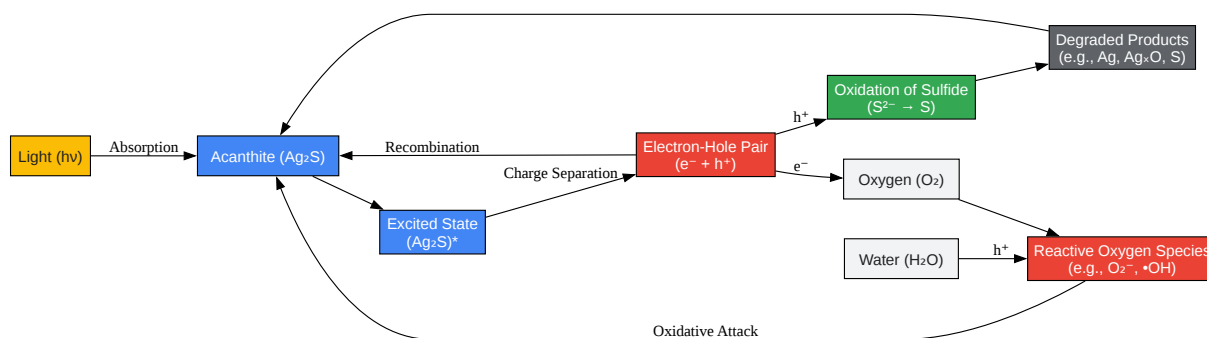 Degraded Products
(e.g., Ag, AgₓO, S)
Oxidation of Sulfide
(S²⁻ → S)
h⁺
Light (hν)
Absorption
Acanthite (Ag₂S)
Recombination
Electron-Hole Pair
(e⁻ + h⁺)
Charge Separation
e⁻
Oxygen (O₂)
Excited State
(Ag₂S)*
Water (H₂O)
h⁺
Reactive Oxygen Species
(e.g., O₂⁻, •OH)
Oxidative Attack